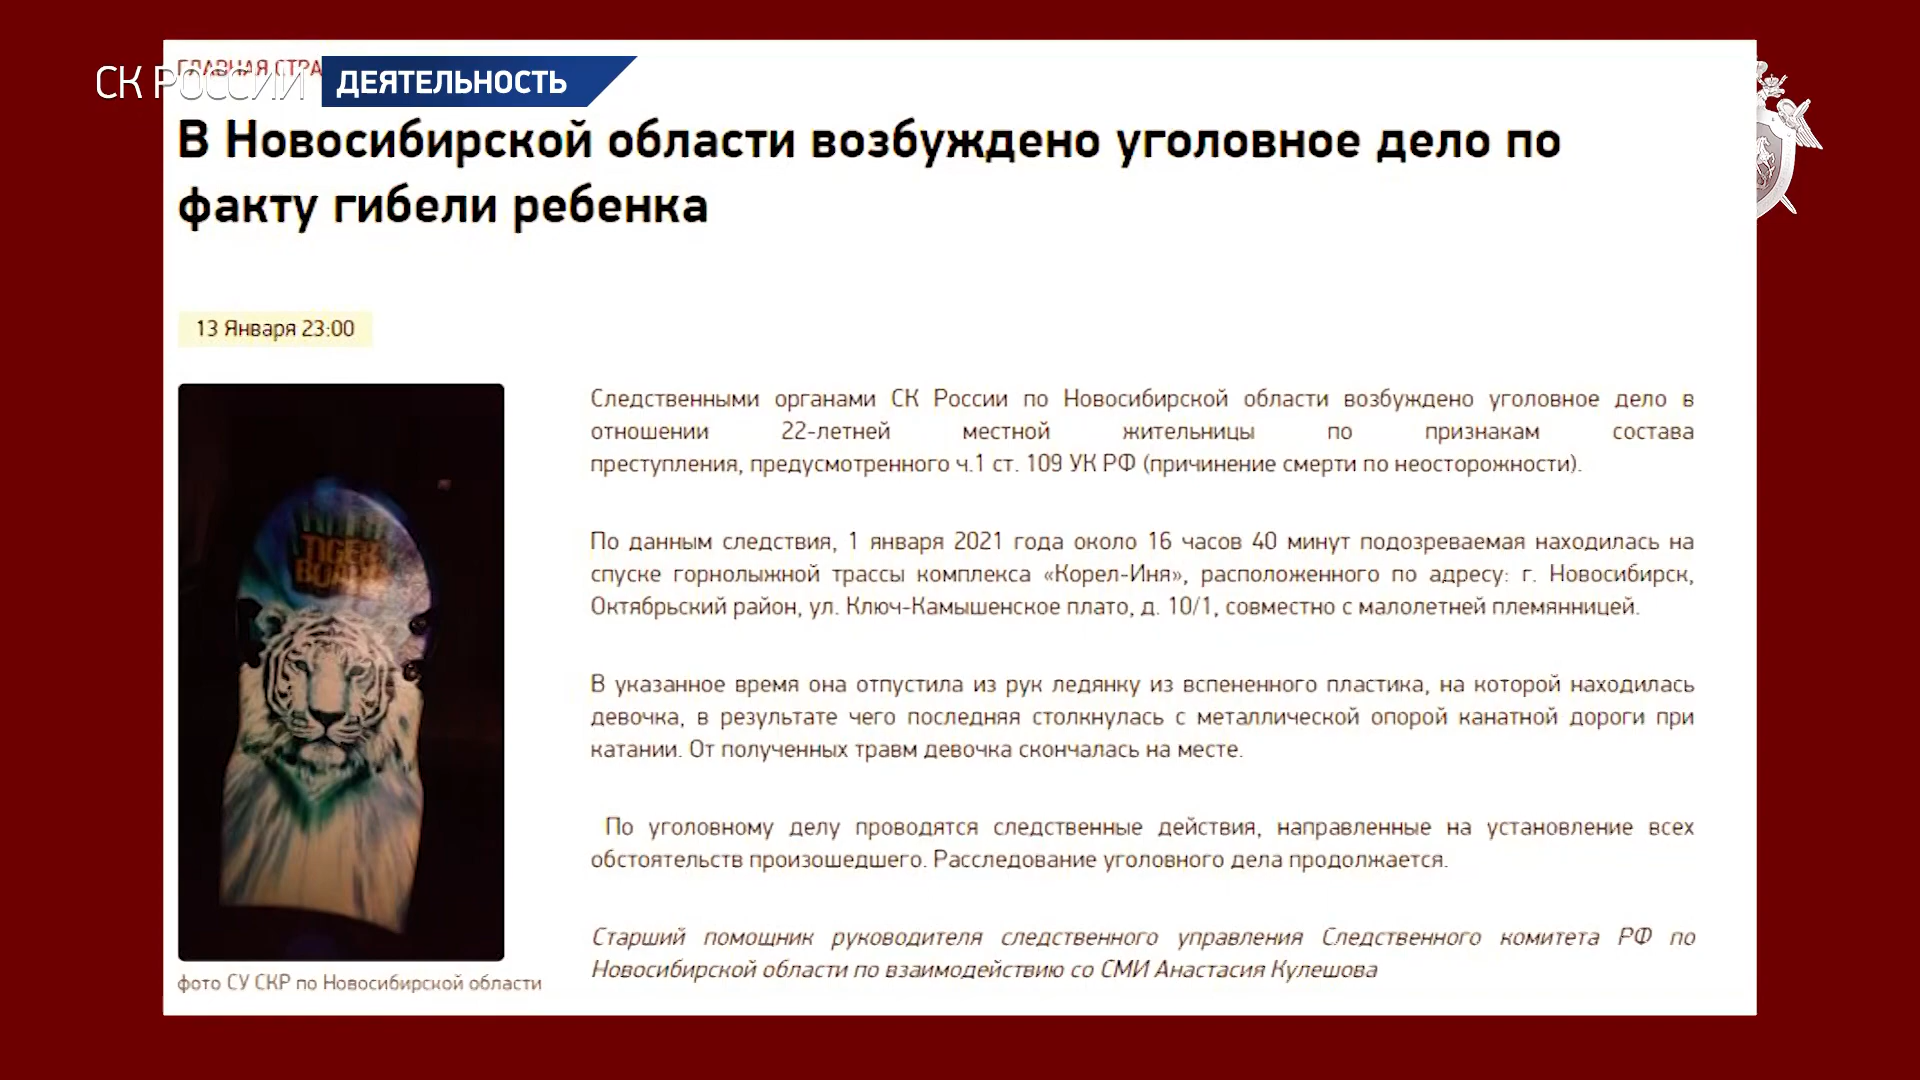 ГЛАВНАЯ СТРА
СК РОССИИ ДЕЯТЕЛЬНОСТЬ
В Новосибирской области возбуждено уголовное дело по
факту гибели ребенка
13 Января 23:00
TIGER
BOARD
Следственными органами СК России по Новосибирской области возбуждено уголовное дело в
отношении 22-летней местной жительницы по признакам состава
преступления, предусмотренного ч.1 ст. 109 УК РФ (причинение смерти по неосторожности).
По данным следствия, 1 января 2021 года около 16 часов 40 минут подозреваемая находилась на
спуске горнолыжной трассы комплекса «Корел-Иня», расположенного по адресу: г. Новосибирск,
Октябрьский район, ул. Ключ-Камышенское плато, д. 10/1, совместно с малолетней племянницей.
В указанное время она отпустила из рук ледянку из вспененного пластика, на которой находилась
девочка, в результате чего последняя столкнулась с металлической опорой канатной дороги при
катании. От полученных травм девочка скончалась на месте.
По уголовному делу проводятся следственные действия, направленные на установление всех
обстоятельств произошедшего. Расследование уголовного дела продолжается.
Старший помощник руководителя следственного управления Следственного комитета РФ по
Новосибирской области по взаимодействию со СМИ Анастасия Кулешова
фото СУ СКР по Новосибирской области